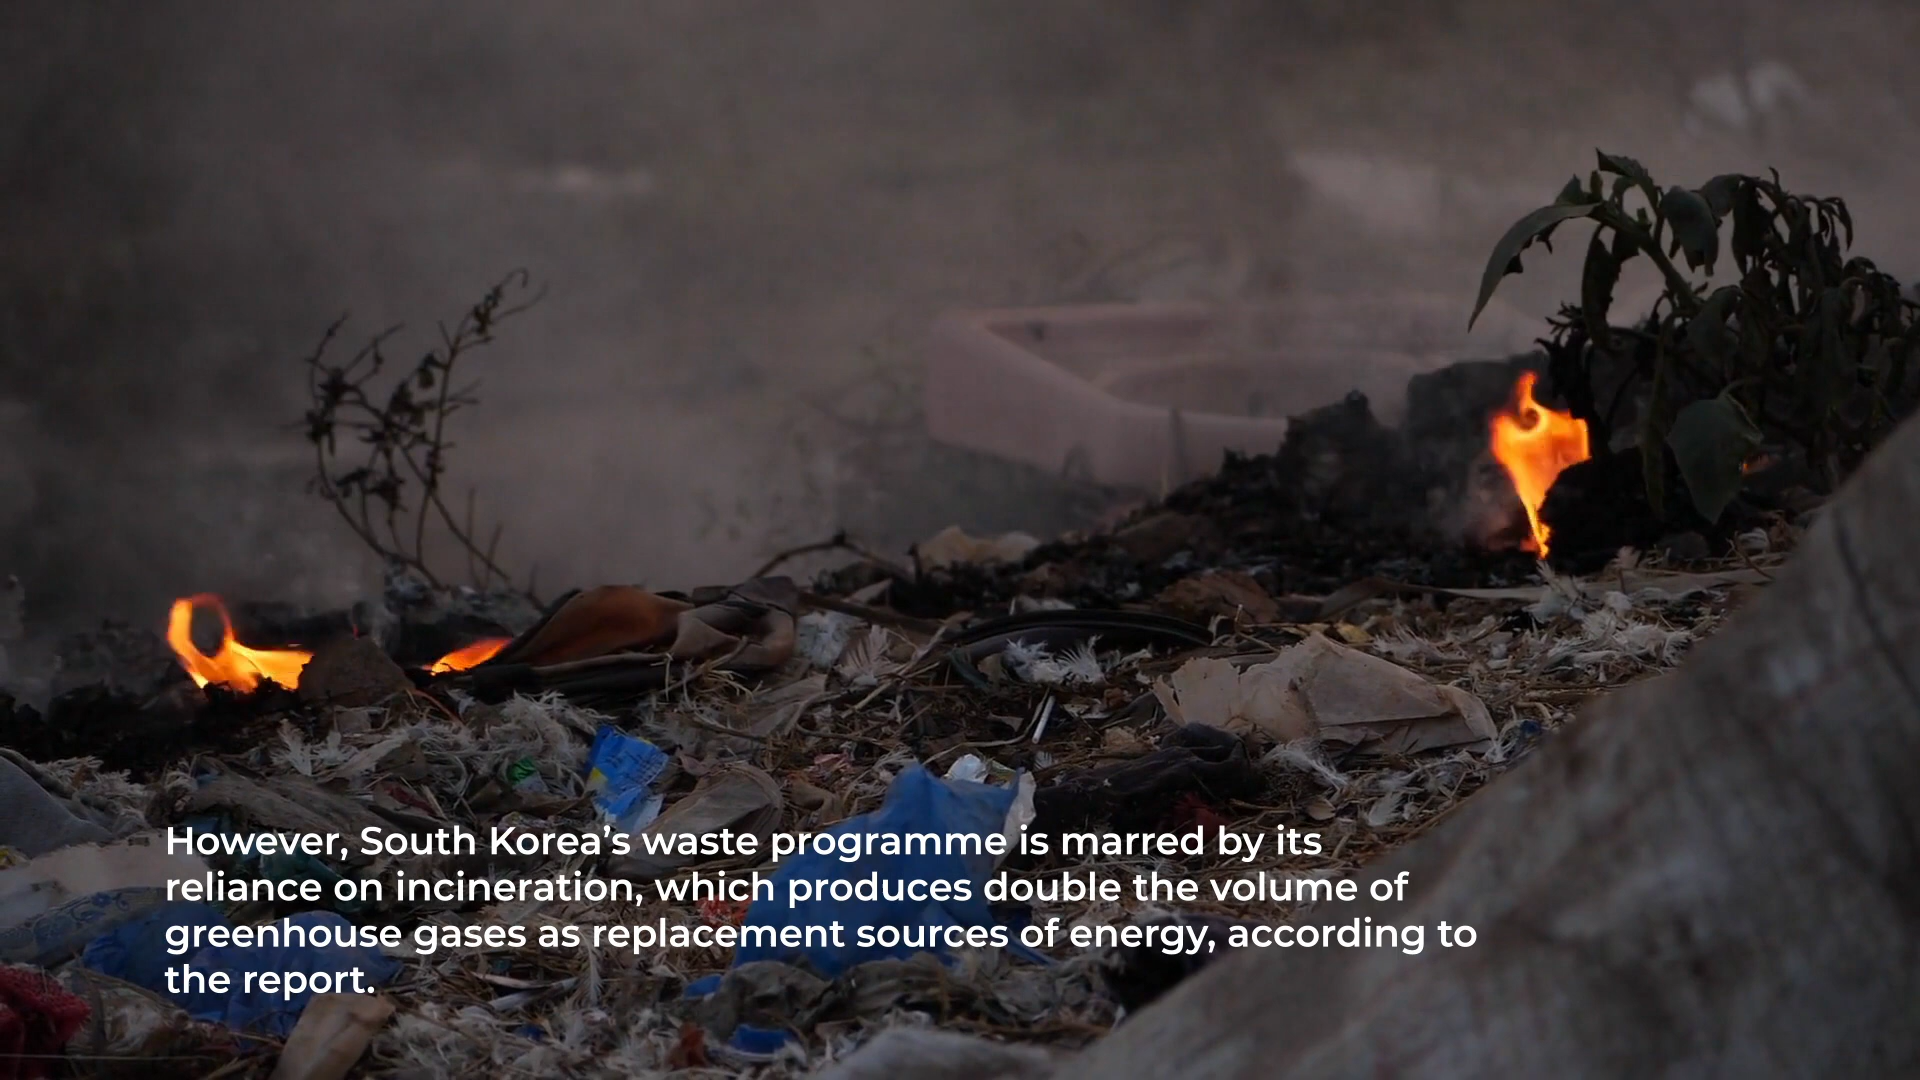 However, South Korea’s waste programme is marred by its
reliance on incineration, which produces double the volume of
greenhouse gases as replacement sources of energy, according to
the report.